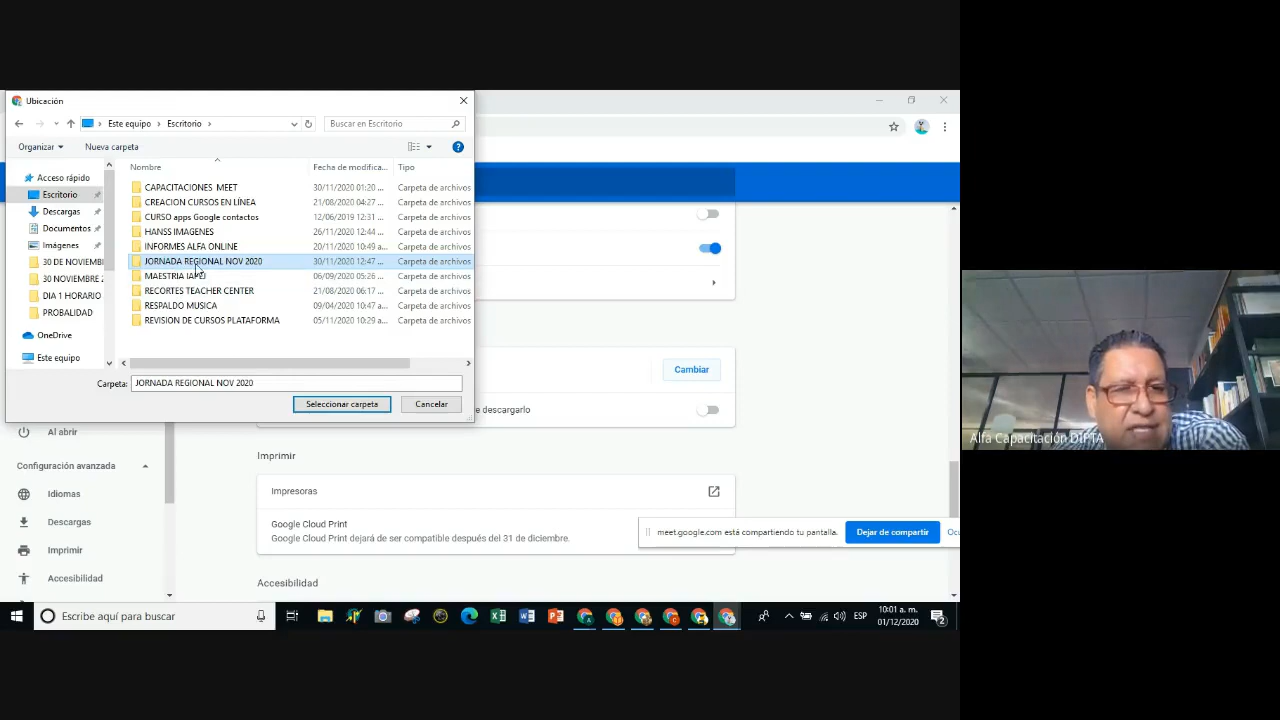 Ubicación
Este equipo
Escritorio
Buscar en Escritorio
Organizar
Nueva carpeta
Nombre
Fecha de modifica...
Tipo
Acceso rápido
Escritorio
Descargas
Documentos
Imágenes
30 DE NOVIEMB
30 NOVIEMBRE 2
DIA 1 HORARIO
PROBALIDAD
OneDrive
Este equipo
CAPACITACIONES MEET 30/11/2020 01:20 ... Carpeta de archivos
CREACION CURSOS EN LÍNEA 21/08/2020 04:27 ... Carpeta de archivos
CURSO apps Google contactos 12/06/2019 12:31 ... Carpeta de archivos
HANSS IMAGENES 26/11/2020 12:44 ... Carpeta de archivos
INFORMES ALFA ONLINE 20/11/2020 10:49 a... Carpeta de archivos
JORNADA REGIONAL NOV 2020 30/11/2020 12:47 ... Carpeta de archivos
MAESTRIA 06/09/2020 05:26 ... Carpeta de archivos
RECORTES TEACHER CENTER 21/08/2020 06:17 ... Carpeta de archivos
RESPALDO MUSICA 09/04/2020 10:47 a... Carpeta de archivos
REVISION DE CURSOS PLATAFORMA 05/11/2020 10:29 a... Carpeta de archivos
Carpeta: JORNADA REGIONAL NOV 2020
Seleccionar carpeta
Cancelar
Cambiar
e descargarlo
Al abrir
Configuración avanzada
Idiomas
Descargas
Imprimir
Accesibilidad
Imprimir
Impresoras
Google Cloud Print
Google Cloud Print dejará de ser compatible después del 31 de diciembre.
Accesibilidad
meet.google.com está compartiendo tu pantalla.
Dejar de compartir
Ocu
Escribe aquí para buscar
ESP
10:01 a. m.
01/12/2020
2
Alfa Capacitación DIPTA